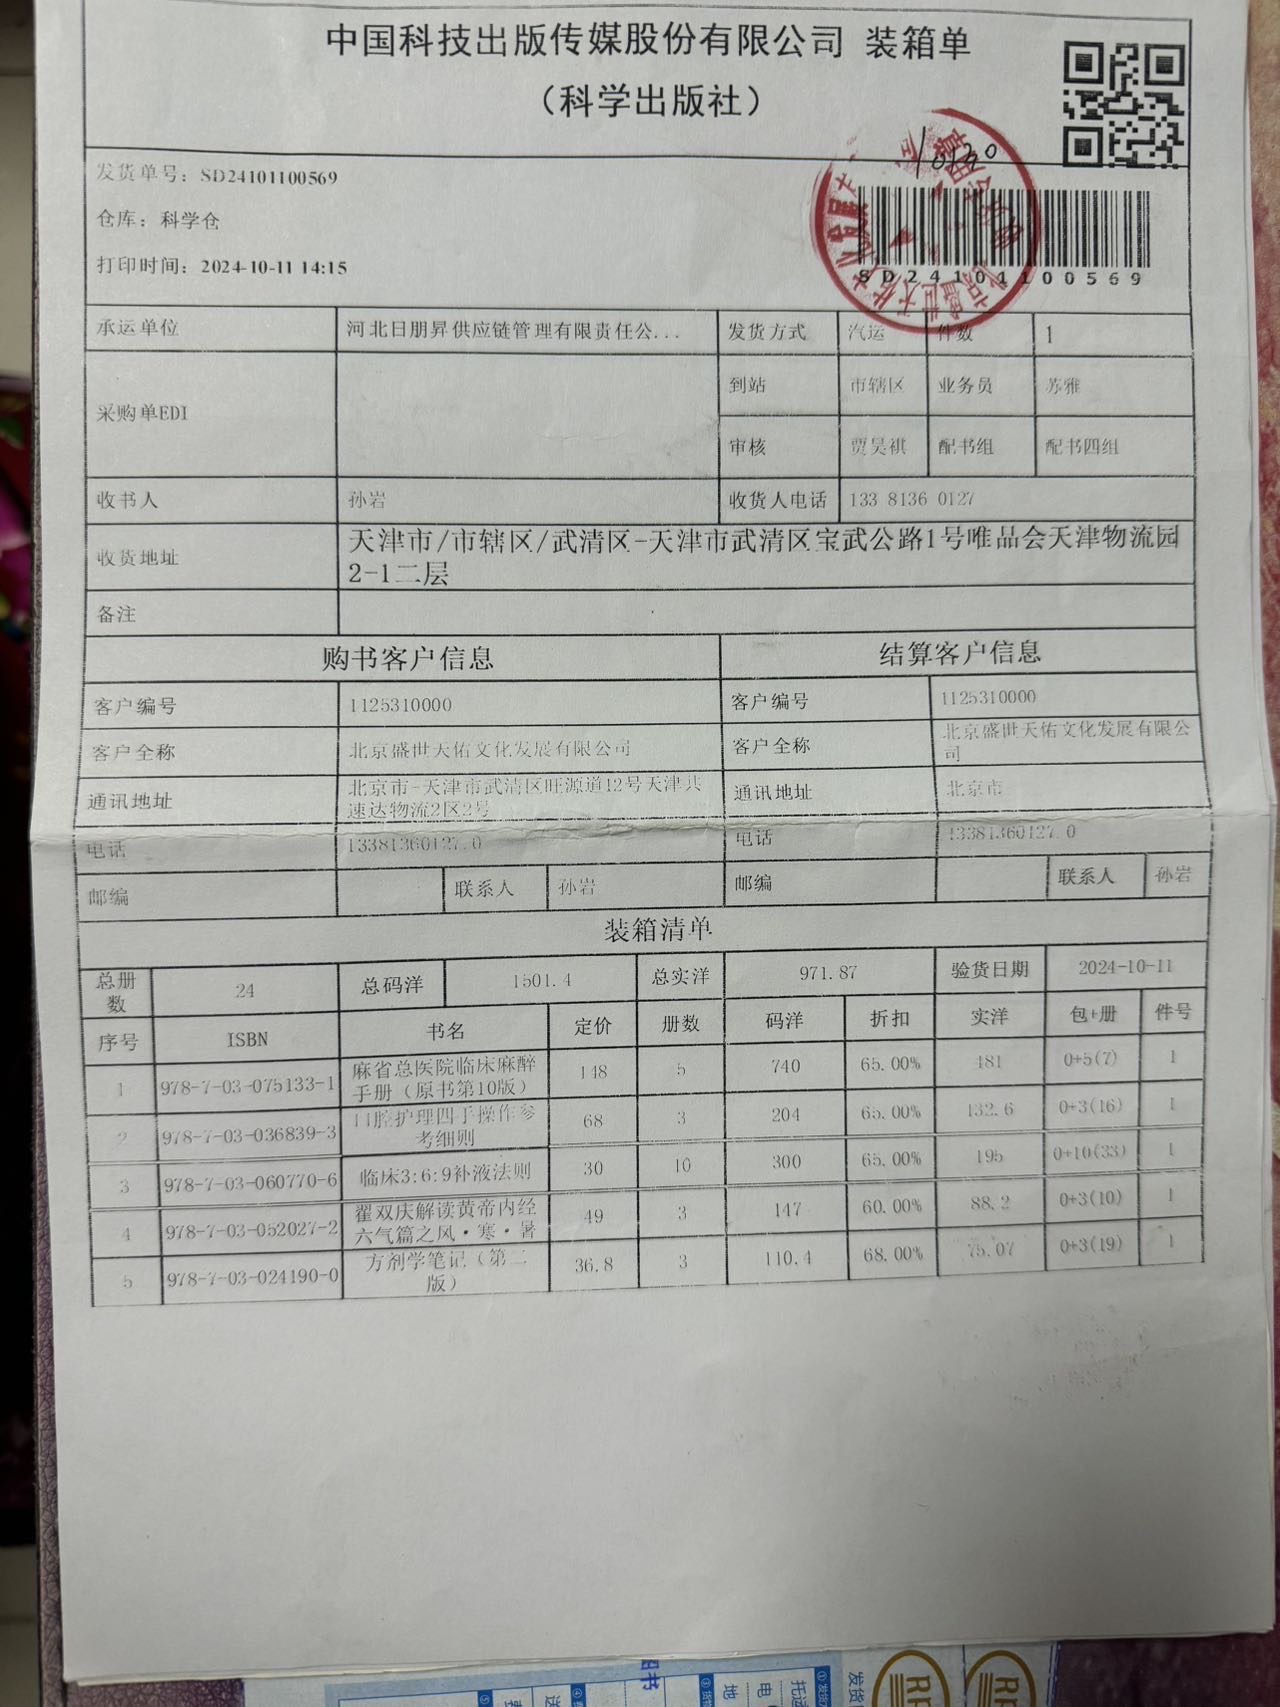 中国科技出版传媒股份有限公司 装箱单
（科学出版社）
发货单号：SD24101100569
仓库：科学仓
打印时间：2024-10-11 14:15
SD24101100569
承运单位 河北日朋昇供应链管理有限责任公... 发货方式 汽运 件数 1
采购单EDI 到站 市辖区 业务员 苏雅
审核 贾昊祺 配书组 配书四组
收书人 孙岩 收货人电话 133 8136 0127
收货地址 天津市/市辖区/武清区-天津市武清区宝武公路1号唯品会天津物流园
2-1二层
备注
购书客户信息 结算客户信息
客户编号 1125310000 客户编号 1125310000
客户全称 北京盛世天佑文化发展有限公司 客户全称 北京盛世天佑文化发展有限公
司
通讯地址 北京市-天津市武清区旺源道12号天津共
速达物流2区2号 通讯地址 北京市
电话 13381360127.0 电话 13381360127.0
邮编 联系人 孙岩 邮编 联系人 孙岩
装箱清单
总册
数 24 总码洋 1501.4 总实洋 971.87 验货日期 2024-10-11
序号 ISBN 书名 定价 册数 码洋 折扣 实洋 包+册 件号
1 978-7-03-075133-1 麻省总医院临床麻醉
手册（原书第10版） 148 5 740 65.00% 481 0+5(7) 1
2 978-7-03-036839-3 口腔护理四手操作参
考细则 68 3 204 65.00% 132.6 0+3(16) 1
3 978-7-03-060770-6 临床3:6:9补液法则 30 10 300 65.00% 195 0+10(33) 1
4 978-7-03-052027-2 翟双庆解读黄帝内经
六气篇之风·寒·暑 49 3 147 60.00% 88.2 0+3(10) 1
5 978-7-03-024190-0 方剂学笔记（第二
版） 36.8 3 110.4 68.00% 75.07 0+3(19) 1